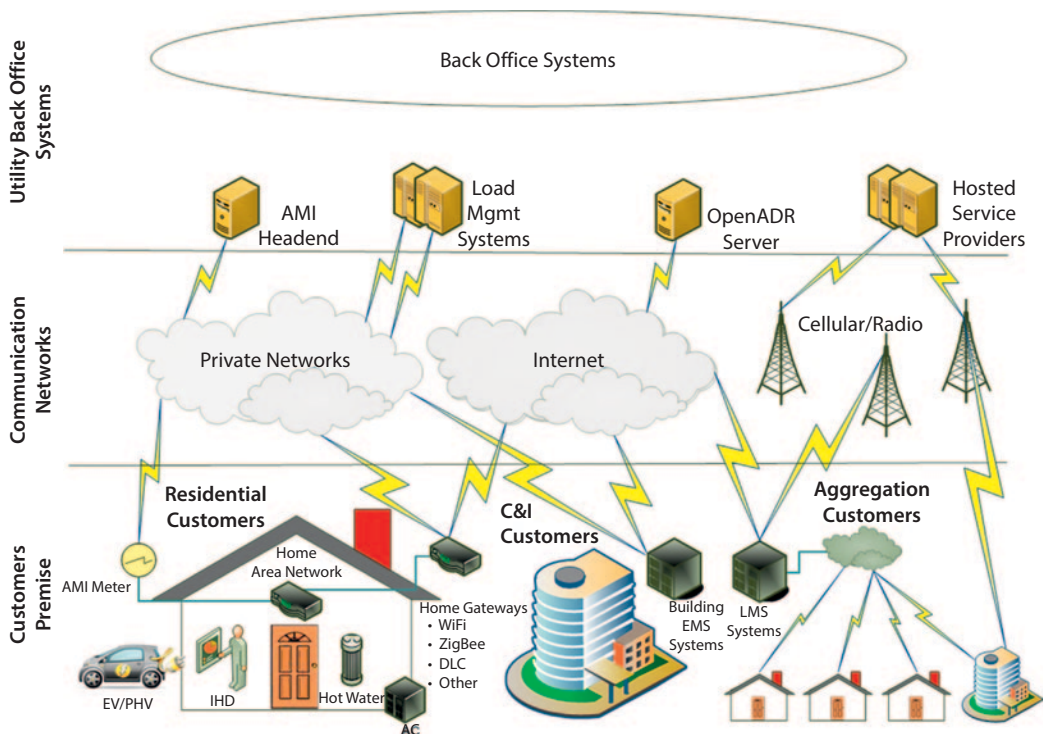 Utility Back Office
Systems
Back Office Systems
AMI
Headend
Load
Mgmt
Systems
OpenADR
Server
Hosted
Service
Providers
Communication
Networks
Private Networks
Internet
Cellular/Radio
Customers
Premise
Residential
Customers
C&I
Customers
Aggregation
Customers
AMI Meter
Home
Area Network
Home Gateways
• WiFi
• ZigBee
• DLC
• Other
Building
EMS
Systems
LMS
Systems
EV/PHV
IHD
Hot Water
AC